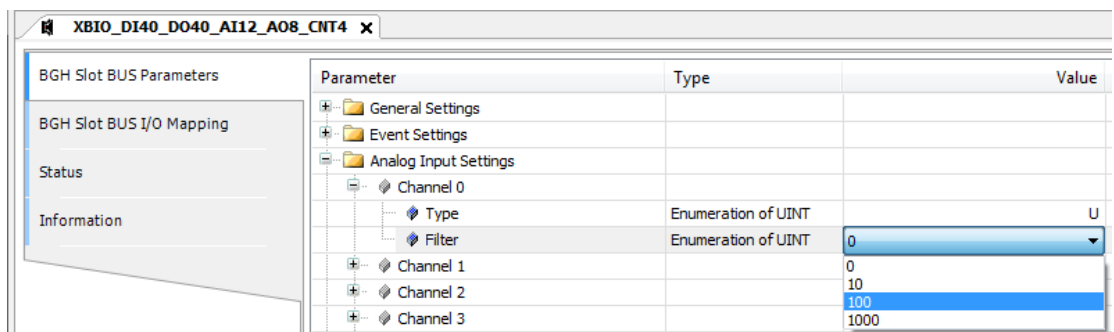 XBIO_DI40_DO40_AI12_AO8_CNT4 x
BGH Slot BUS Parameters
BGH Slot BUS I/O Mapping
Status
Information
Parameter Type Value
General Settings
Event Settings
Analog Input Settings
Channel 0
Type Enumeration of UINT U
Filter Enumeration of UINT 0
Channel 1 0
10
Channel 2 100
Channel 3 1000